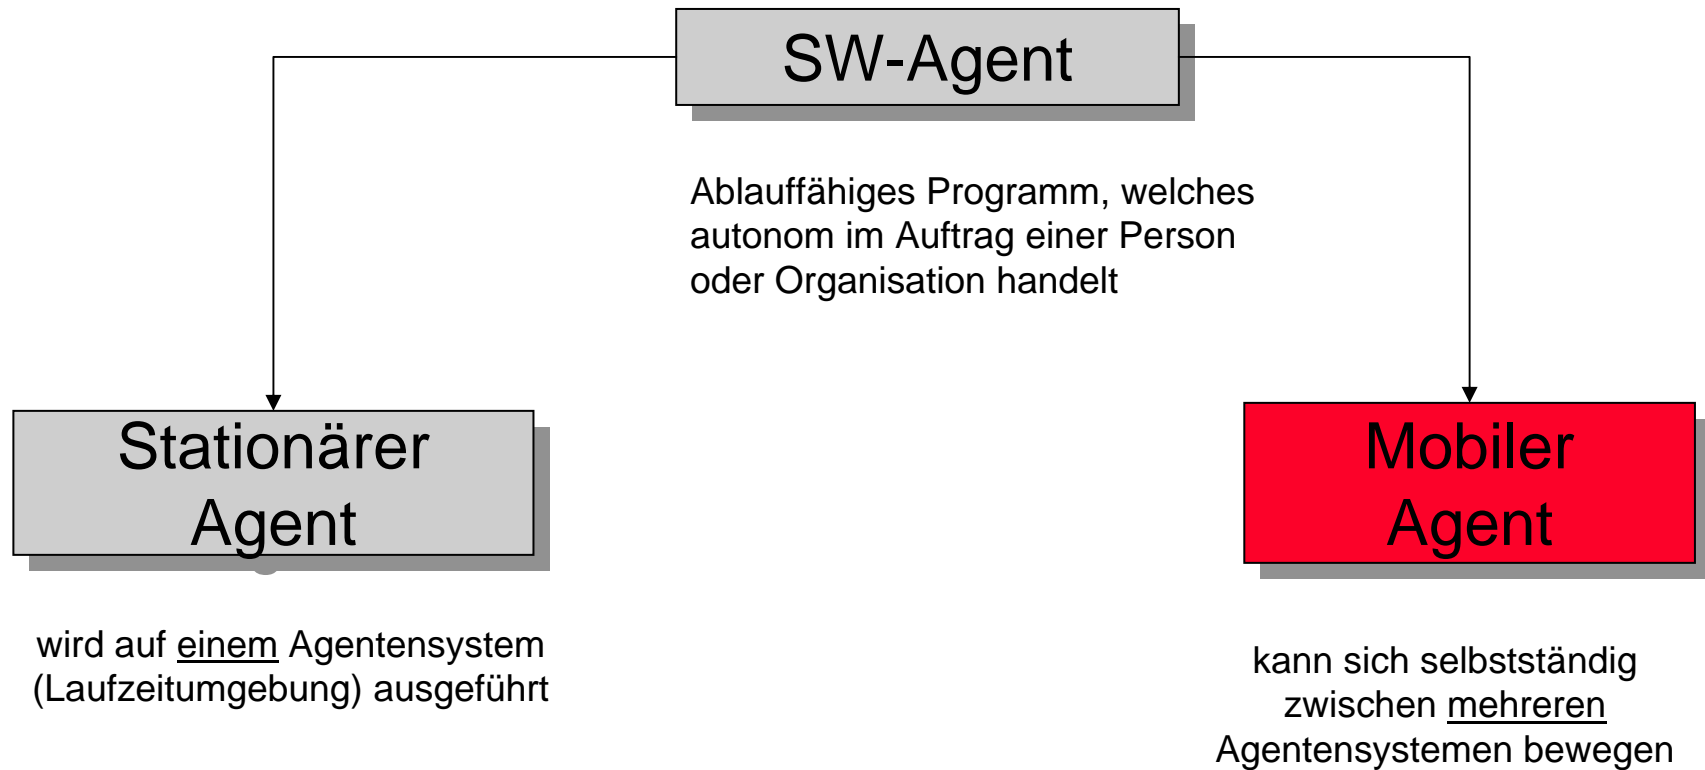 SW-Agent
Ablauffähiges Programm, welches
autonom im Auftrag einer Person
oder Organisation handelt
Stationärer
Agent
wird auf einem Agentensystem
(Laufzeitumgebung) ausgeführt
Mobiler
Agent
kann sich selbstständig
zwischen mehreren
Agentensystemen bewegen